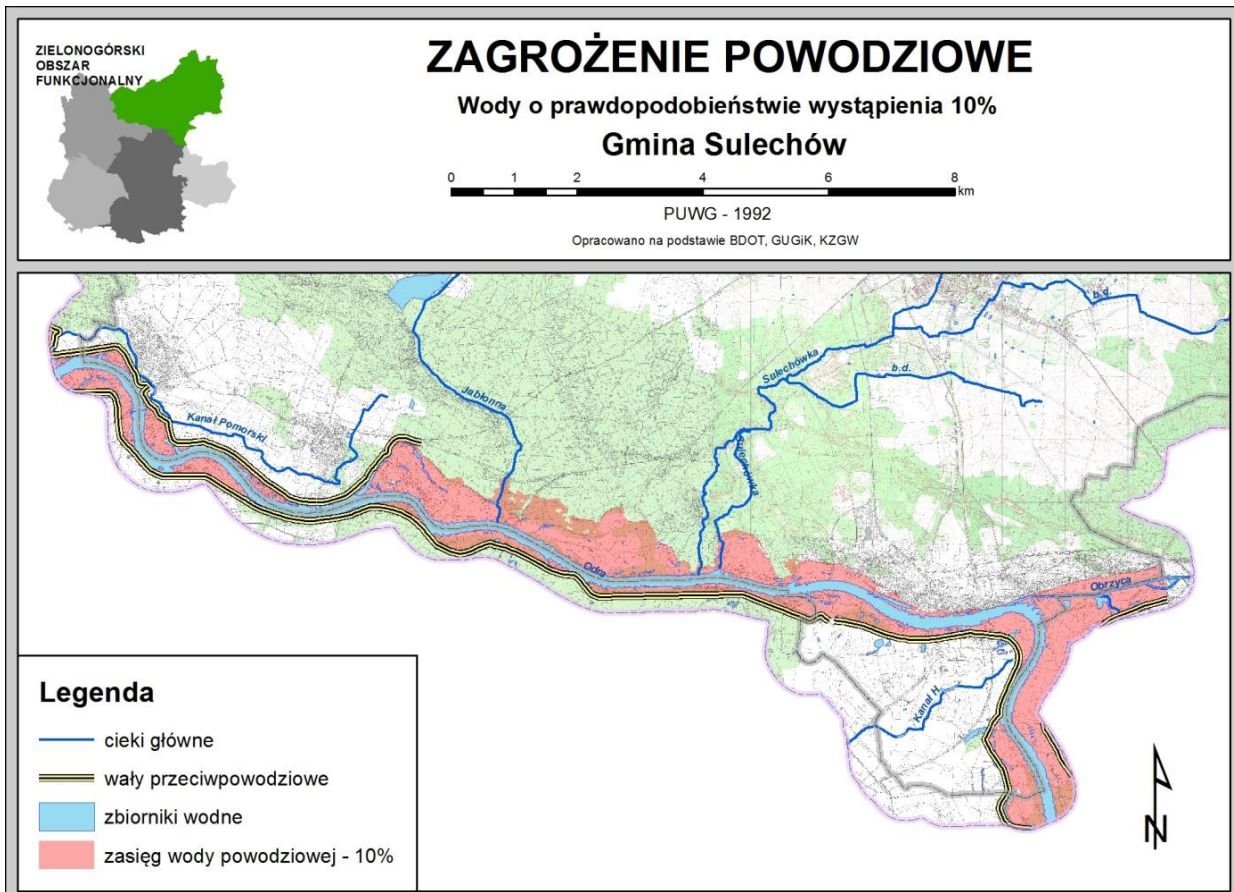 ZIELONOGÓRSKI
OBSZAR
FUNKCJONALNY
ZAGROŻENIE POWODZIOWE
Wody o prawdopodobieństwie wystąpienia 10%
Gmina Sulechów
0 1 2 4 6 8
km
PUWG - 1992
Opracowano na podstawie BDOT, GUGiK, KZGW
b.d.
Sulechówka
b.d.
Jabłonna
Kanał Pomorski
Sulechówka
Odra
Obrzyca
Kanał H.
Legenda
cieki główne
wały przeciwpowodziowe
zbiorniki wodne
zasięg wody powodziowej - 10%
N